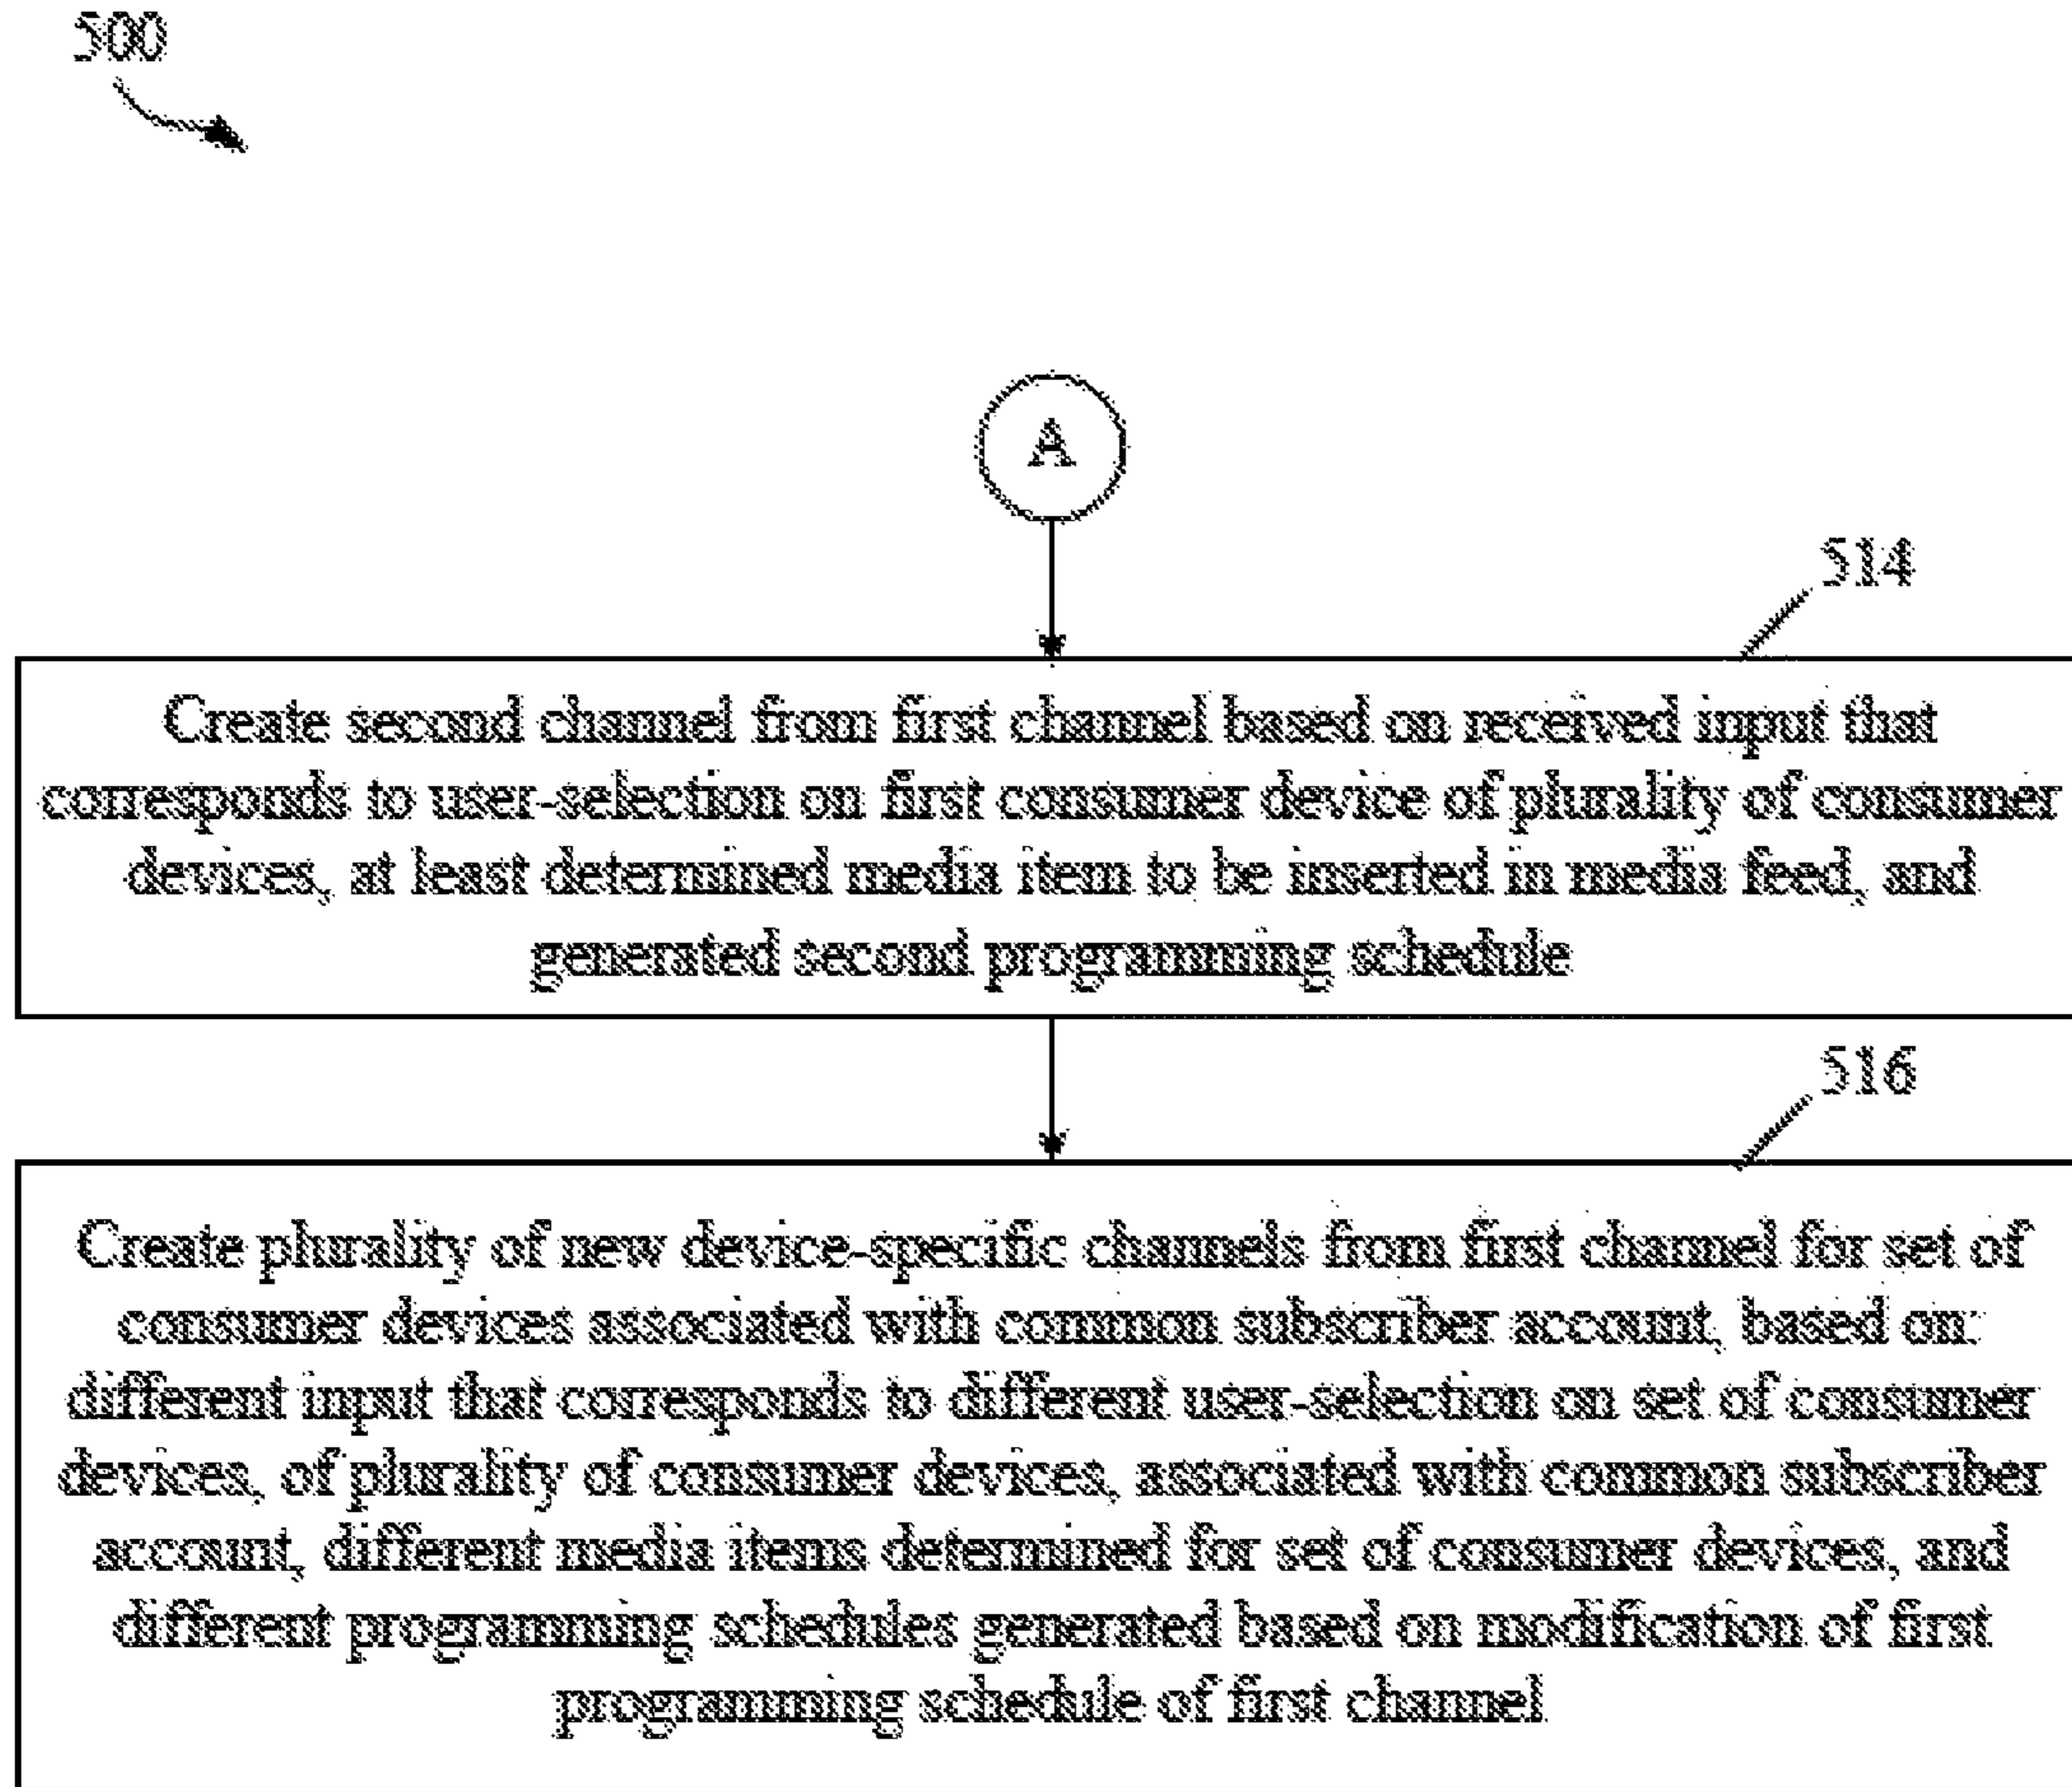 500
A
514
Create second channel from first channel based on received input that
corresponds to user-selection on first consumer device of plurality of consumer
devices, at least determined media item to be inserted in media feed, and
generated second programming schedule
516
Create plurality of new device-specific channels from first channel for set of
consumer devices associated with common subscriber account, based on:
different input that corresponds to different user-selection on set of consumer
devices, of plurality of consumer devices, associated with common subscriber
account, different media items determined for set of consumer devices, and
different programming schedules generated based on modification of first
programming schedule of first channel